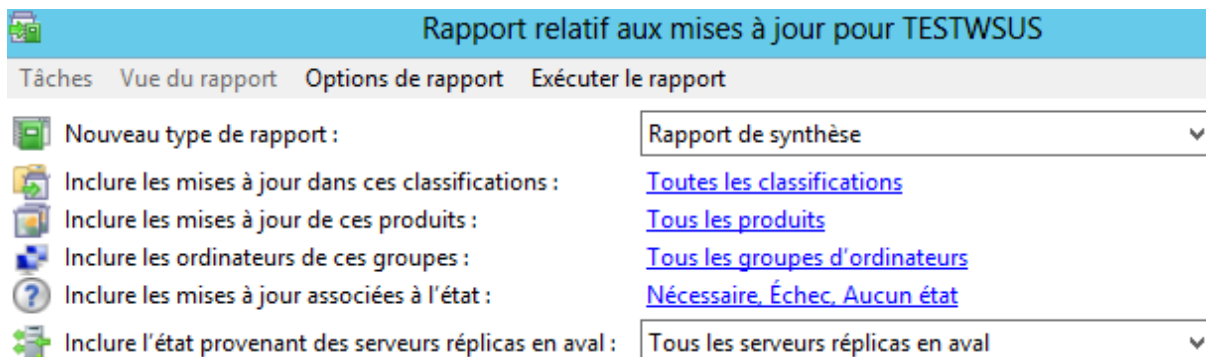 Rapport relatif aux mises à jour pour TESTWSUS
Tâches Vue du rapport Options de rapport Exécuter le rapport
Nouveau type de rapport : Rapport de synthèse
Inclure les mises à jour dans ces classifications : Toutes les classifications
Inclure les mises à jour de ces produits : Tous les produits
Inclure les ordinateurs de ces groupes : Tous les groupes d'ordinateurs
Inclure les mises à jour associées à l'état : Nécessaire, Échec, Aucun état
Inclure l'état provenant des serveurs réplicas en aval : Tous les serveurs réplicas en aval